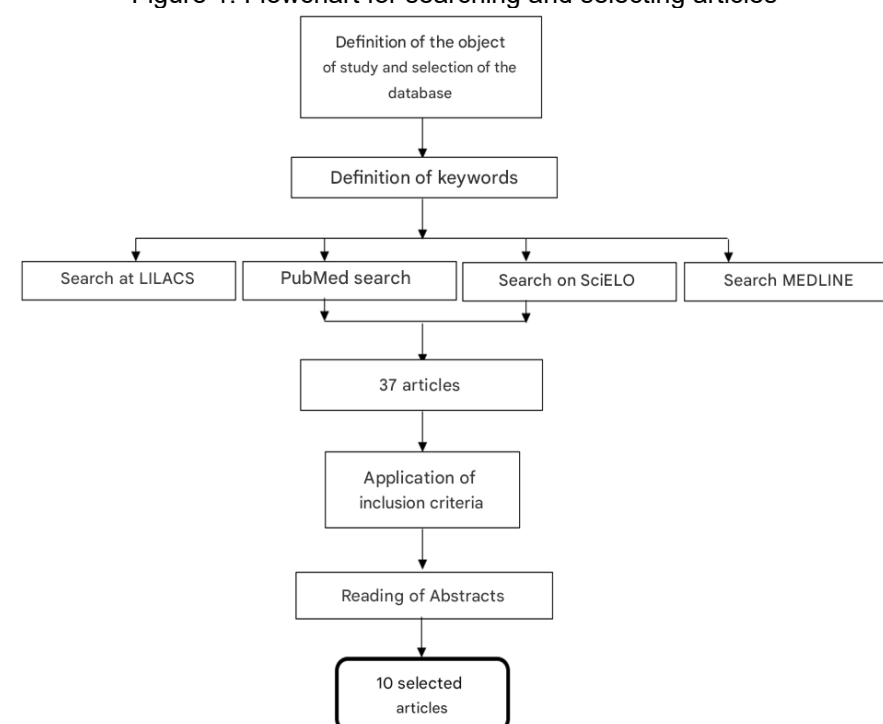 Figure 1. Flowchart for searching and selecting articles
Definition of the object
of study and selection of the
database
Definition of keywords
Search at LILACS
PubMed search
Search on SciELO
Search MEDLINE
37 articles
Application of
inclusion criteria
Reading of Abstracts
10 selected
articles